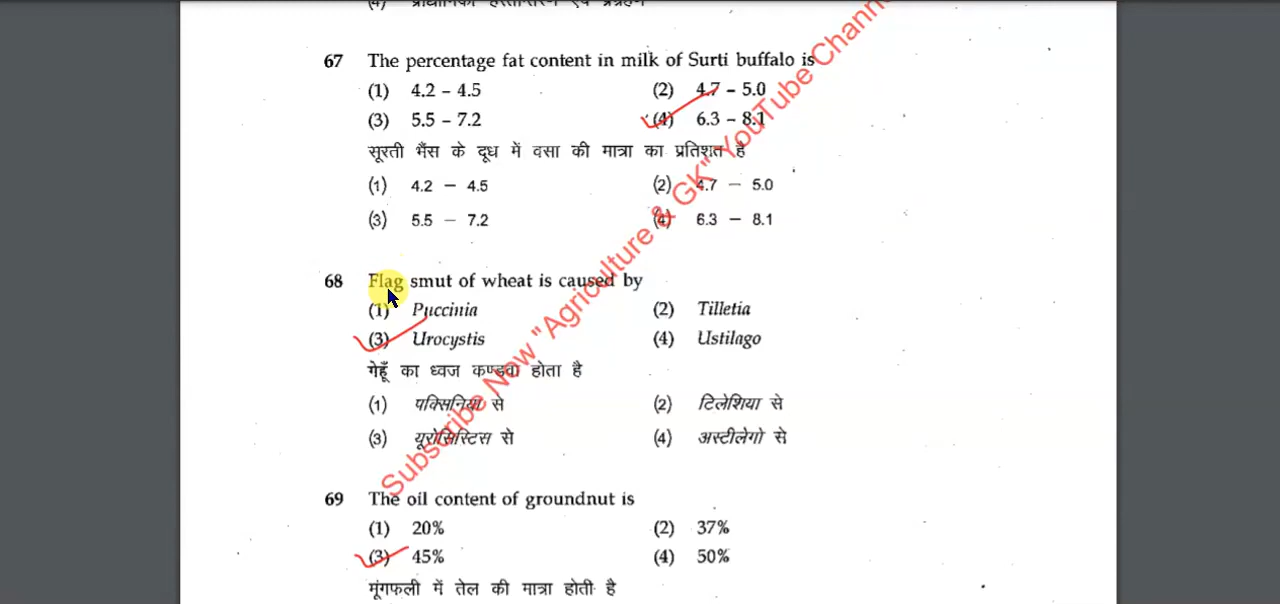 67 The percentage fat content in milk of Surti buffalo is
(1) 4.2 – 4.5 (2) 4.7 – 5.0
(3) 5.5 – 7.2 (4) 6.3 – 8.1
सूरती भैंस के दूध में वसा की मात्रा का प्रतिशत है
(1) 4.2 – 4.5 (2) 4.7 – 5.0
(3) 5.5 – 7.2 (4) 6.3 – 8.1
68 Flag smut of wheat is caused by
(1) Puccinia (2) Tilletia
(3) Urocystis (4) Ustilago
गेहूँ का ध्वज कण्डवा होता है
(1) पक्सिनिया से (2) टिलेशिया से
(3) यूरोसिस्टिस से (4) अस्टीलेगो से
69 The oil content of groundnut is
(1) 20% (2) 37%
(3) 45% (4) 50%
मूंगफली में तेल की मात्रा होती है
Subscribe Now "Agriculture & GK" YouTube